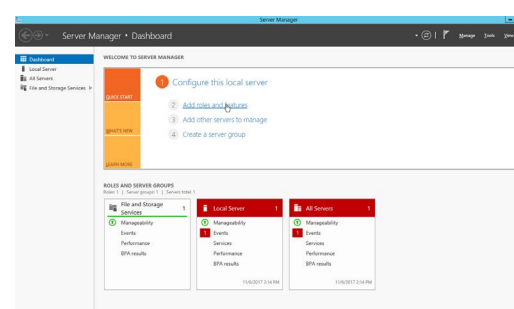 Server Manager
Server Manager • Dashboard
Manage Tools View
Dashboard
Local Server
All Servers
File and Storage Services
WELCOME TO SERVER MANAGER
QUICK START
WHAT'S NEW
LEARN MORE
1 Configure this local server
2 Add roles and features
3 Add other servers to manage
4 Create a server group
ROLES AND SERVER GROUPS
Roles: 1 | Server groups: 1 | Servers total: 1
File and Storage Services 1
Manageability
Events
Performance
BPA results
Local Server 1
Manageability
1 Events
Services
Performance
BPA results
11/6/2017 2:14 PM
All Servers 1
Manageability
1 Events
Services
Performance
BPA results
11/6/2017 2:14 PM